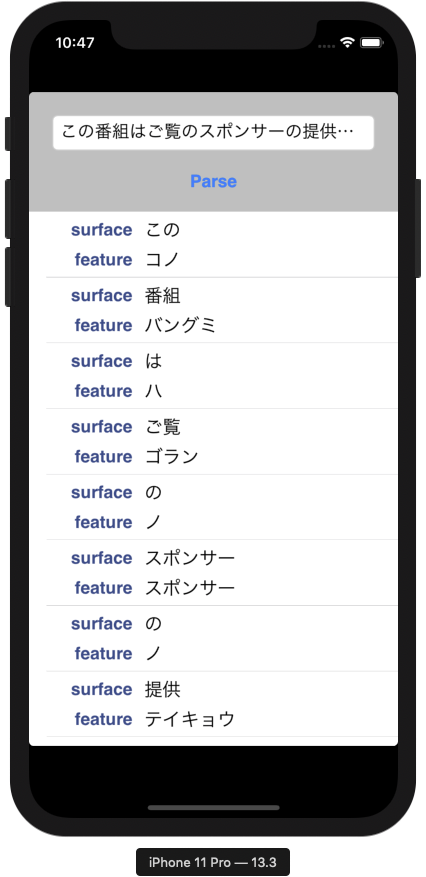 10:47
この番組はご覧のスポンサーの提供…
Parse
surface この
feature コノ
surface 番組
feature バングミ
surface は
feature ハ
surface ご覧
feature ゴラン
surface の
feature ノ
surface スポンサー
feature スポンサー
surface の
feature ノ
surface 提供
feature テイキョウ
iPhone 11 Pro — 13.3